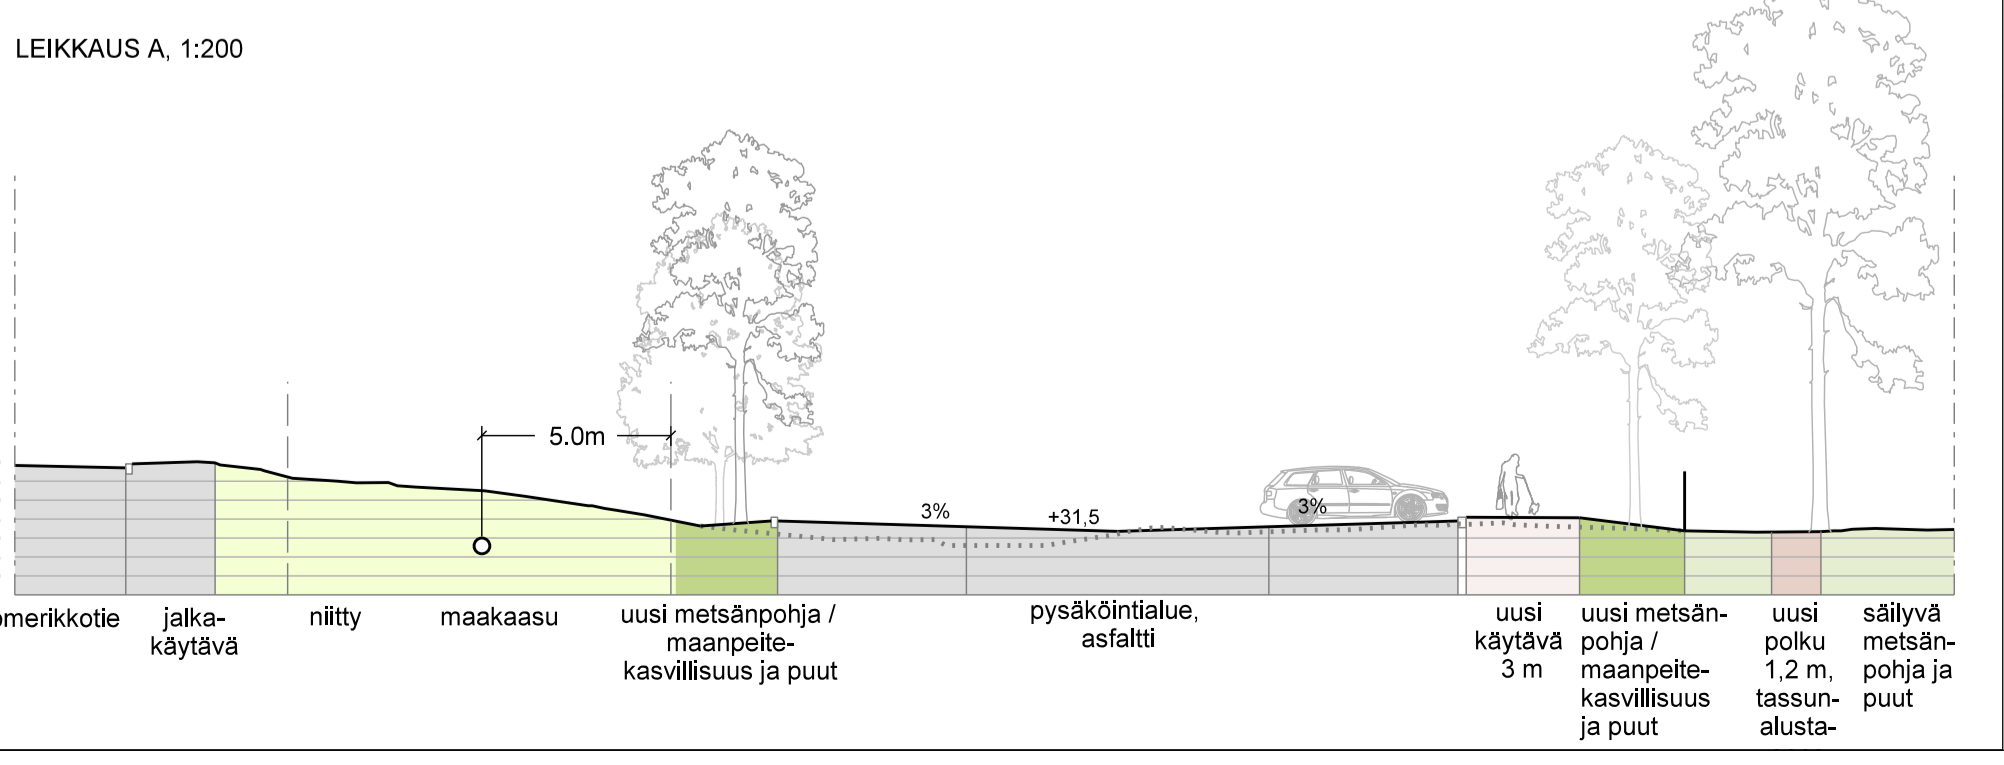 LEIKKAUS A, 1:200
5.0m
3%
+31,5
3%
omerikkotie
jalka-
käytävä
niitty
maakaasu
uusi metsänpohja /
maanpeite-
kasvillisuus ja puut
pysäköintialue,
asfaltti
uusi
käytävä
3 m
uusi metsän-
pohja /
maanpeite-
kasvillisuus
ja puut
uusi
polku
1,2 m,
tassun-
alusta-
säilyvä
metsän-
pohja ja
puut